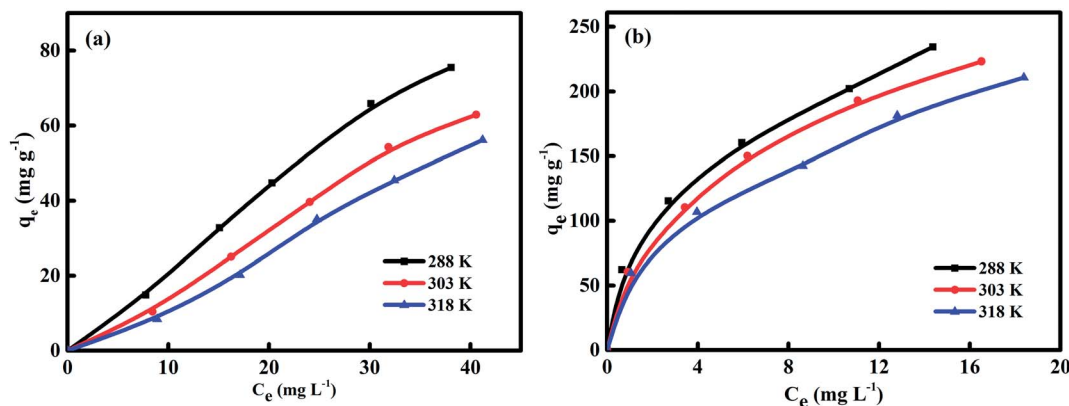 (a)
q_e (mg g^-1)
80
60
40
20
0
0 10 20 30 40
C_e (mg L^-1)
288 K
303 K
318 K
(b)
q_e (mg g^-1)
250
200
150
100
50
0
0 4 8 12 16 20
C_e (mg L^-1)
288 K
303 K
318 K